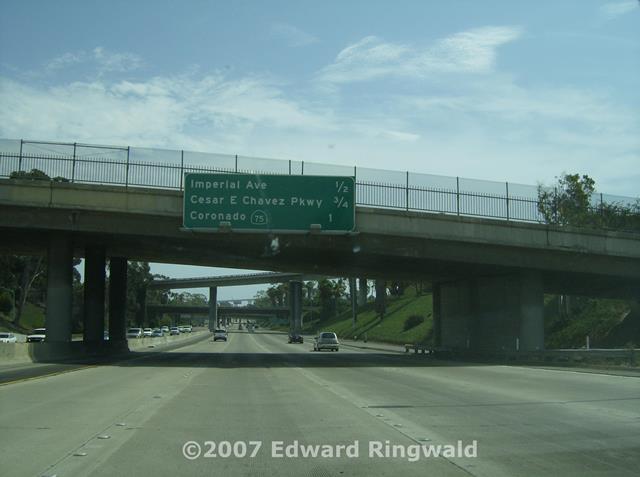 Imperial Ave 1/2
Cesar E Chavez Pkwy 3/4
Coronado 75 1
©2007 Edward Ringwald